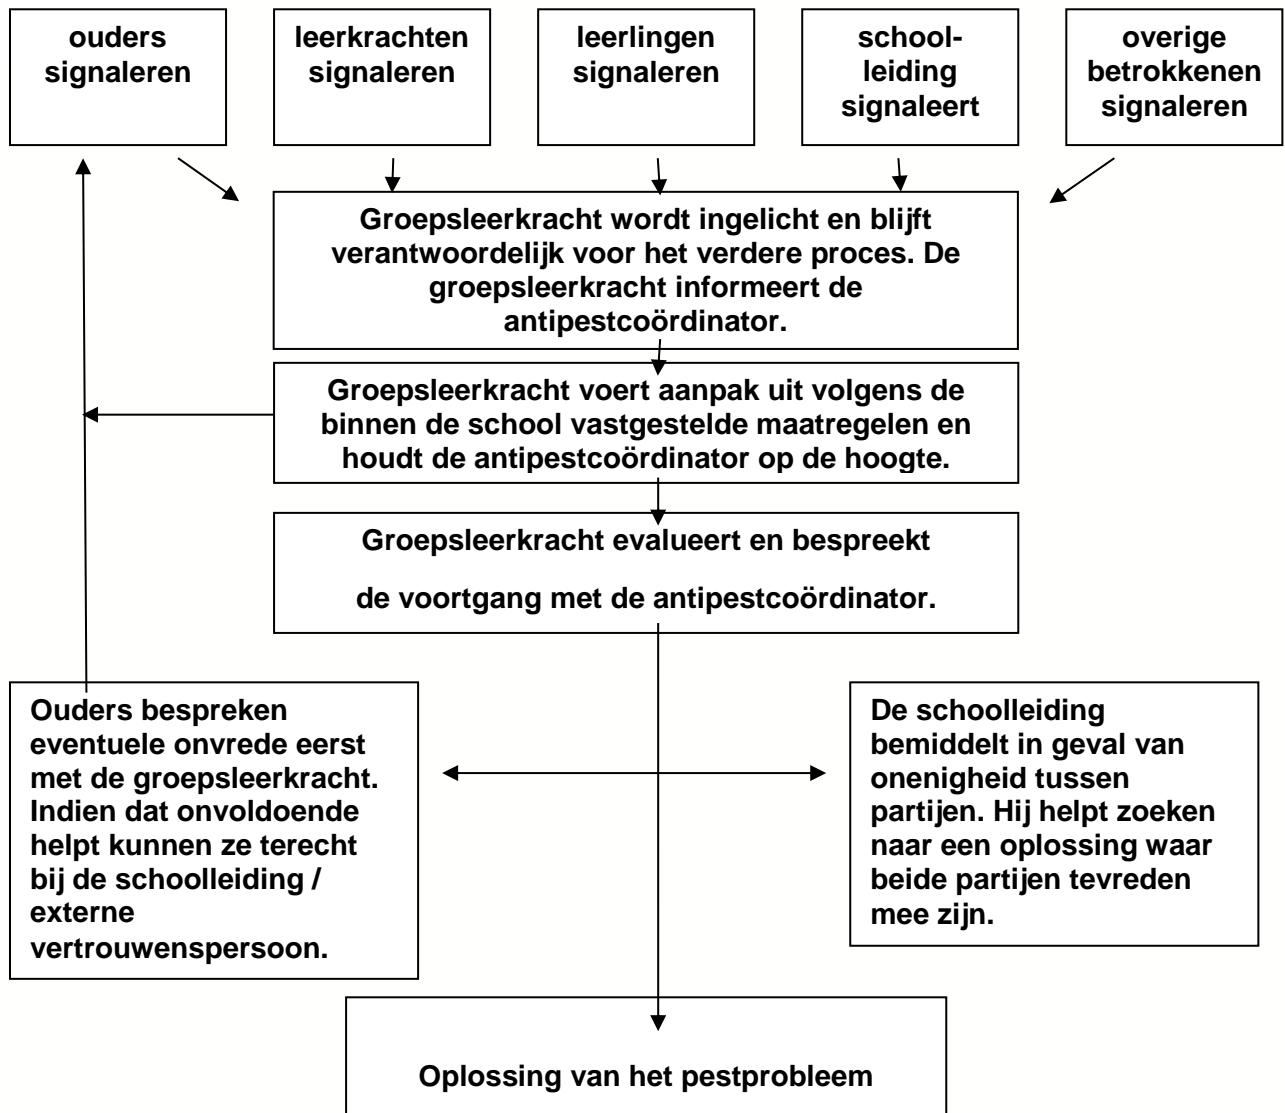 ouders
signaleren
leerkrachten
signaleren
leerlingen
signaleren
school-
leiding
signaleert
overige
betrokkenen
signaleren
Groepsleerkracht wordt ingelicht en blijft
verantwoordelijk voor het verdere proces. De
groepsleerkracht informeert de
antipestcoördinator.
Groepsleerkracht voert aanpak uit volgens de
binnen de school vastgestelde maatregelen en
houdt de antipestcoördinator op de hoogte.
Groepsleerkracht evalueert en bespreekt
de voortgang met de antipestcoördinator.
Ouders bespreken
eventuele onvrede eerst
met de groepsleerkracht.
Indien dat onvoldoende
helpt kunnen ze terecht
bij de schoolleiding /
externe
vertrouwenspersoon.
De schoolleiding
bemiddelt in geval van
onenigheid tussen
partijen. Hij helpt zoeken
naar een oplossing waar
beide partijen tevreden
mee zijn.
Oplossing van het pestprobleem